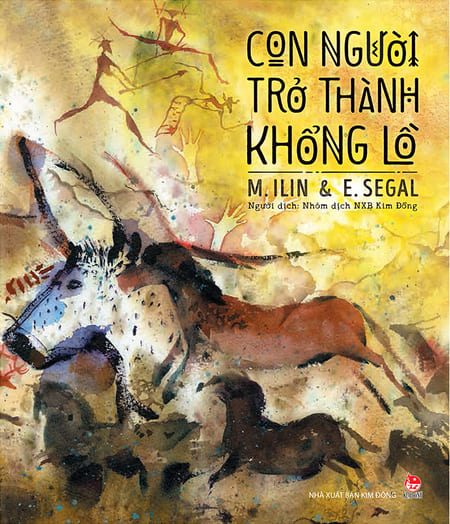 CON NGƯỜI
TRỞ THÀNH
KHỔNG LỒ
M. ILIN & E. SEGAL
Người dịch: Nhóm dịch NXB Kim Đồng
NHÀ XUẤT BẢN KIM ĐỒNG